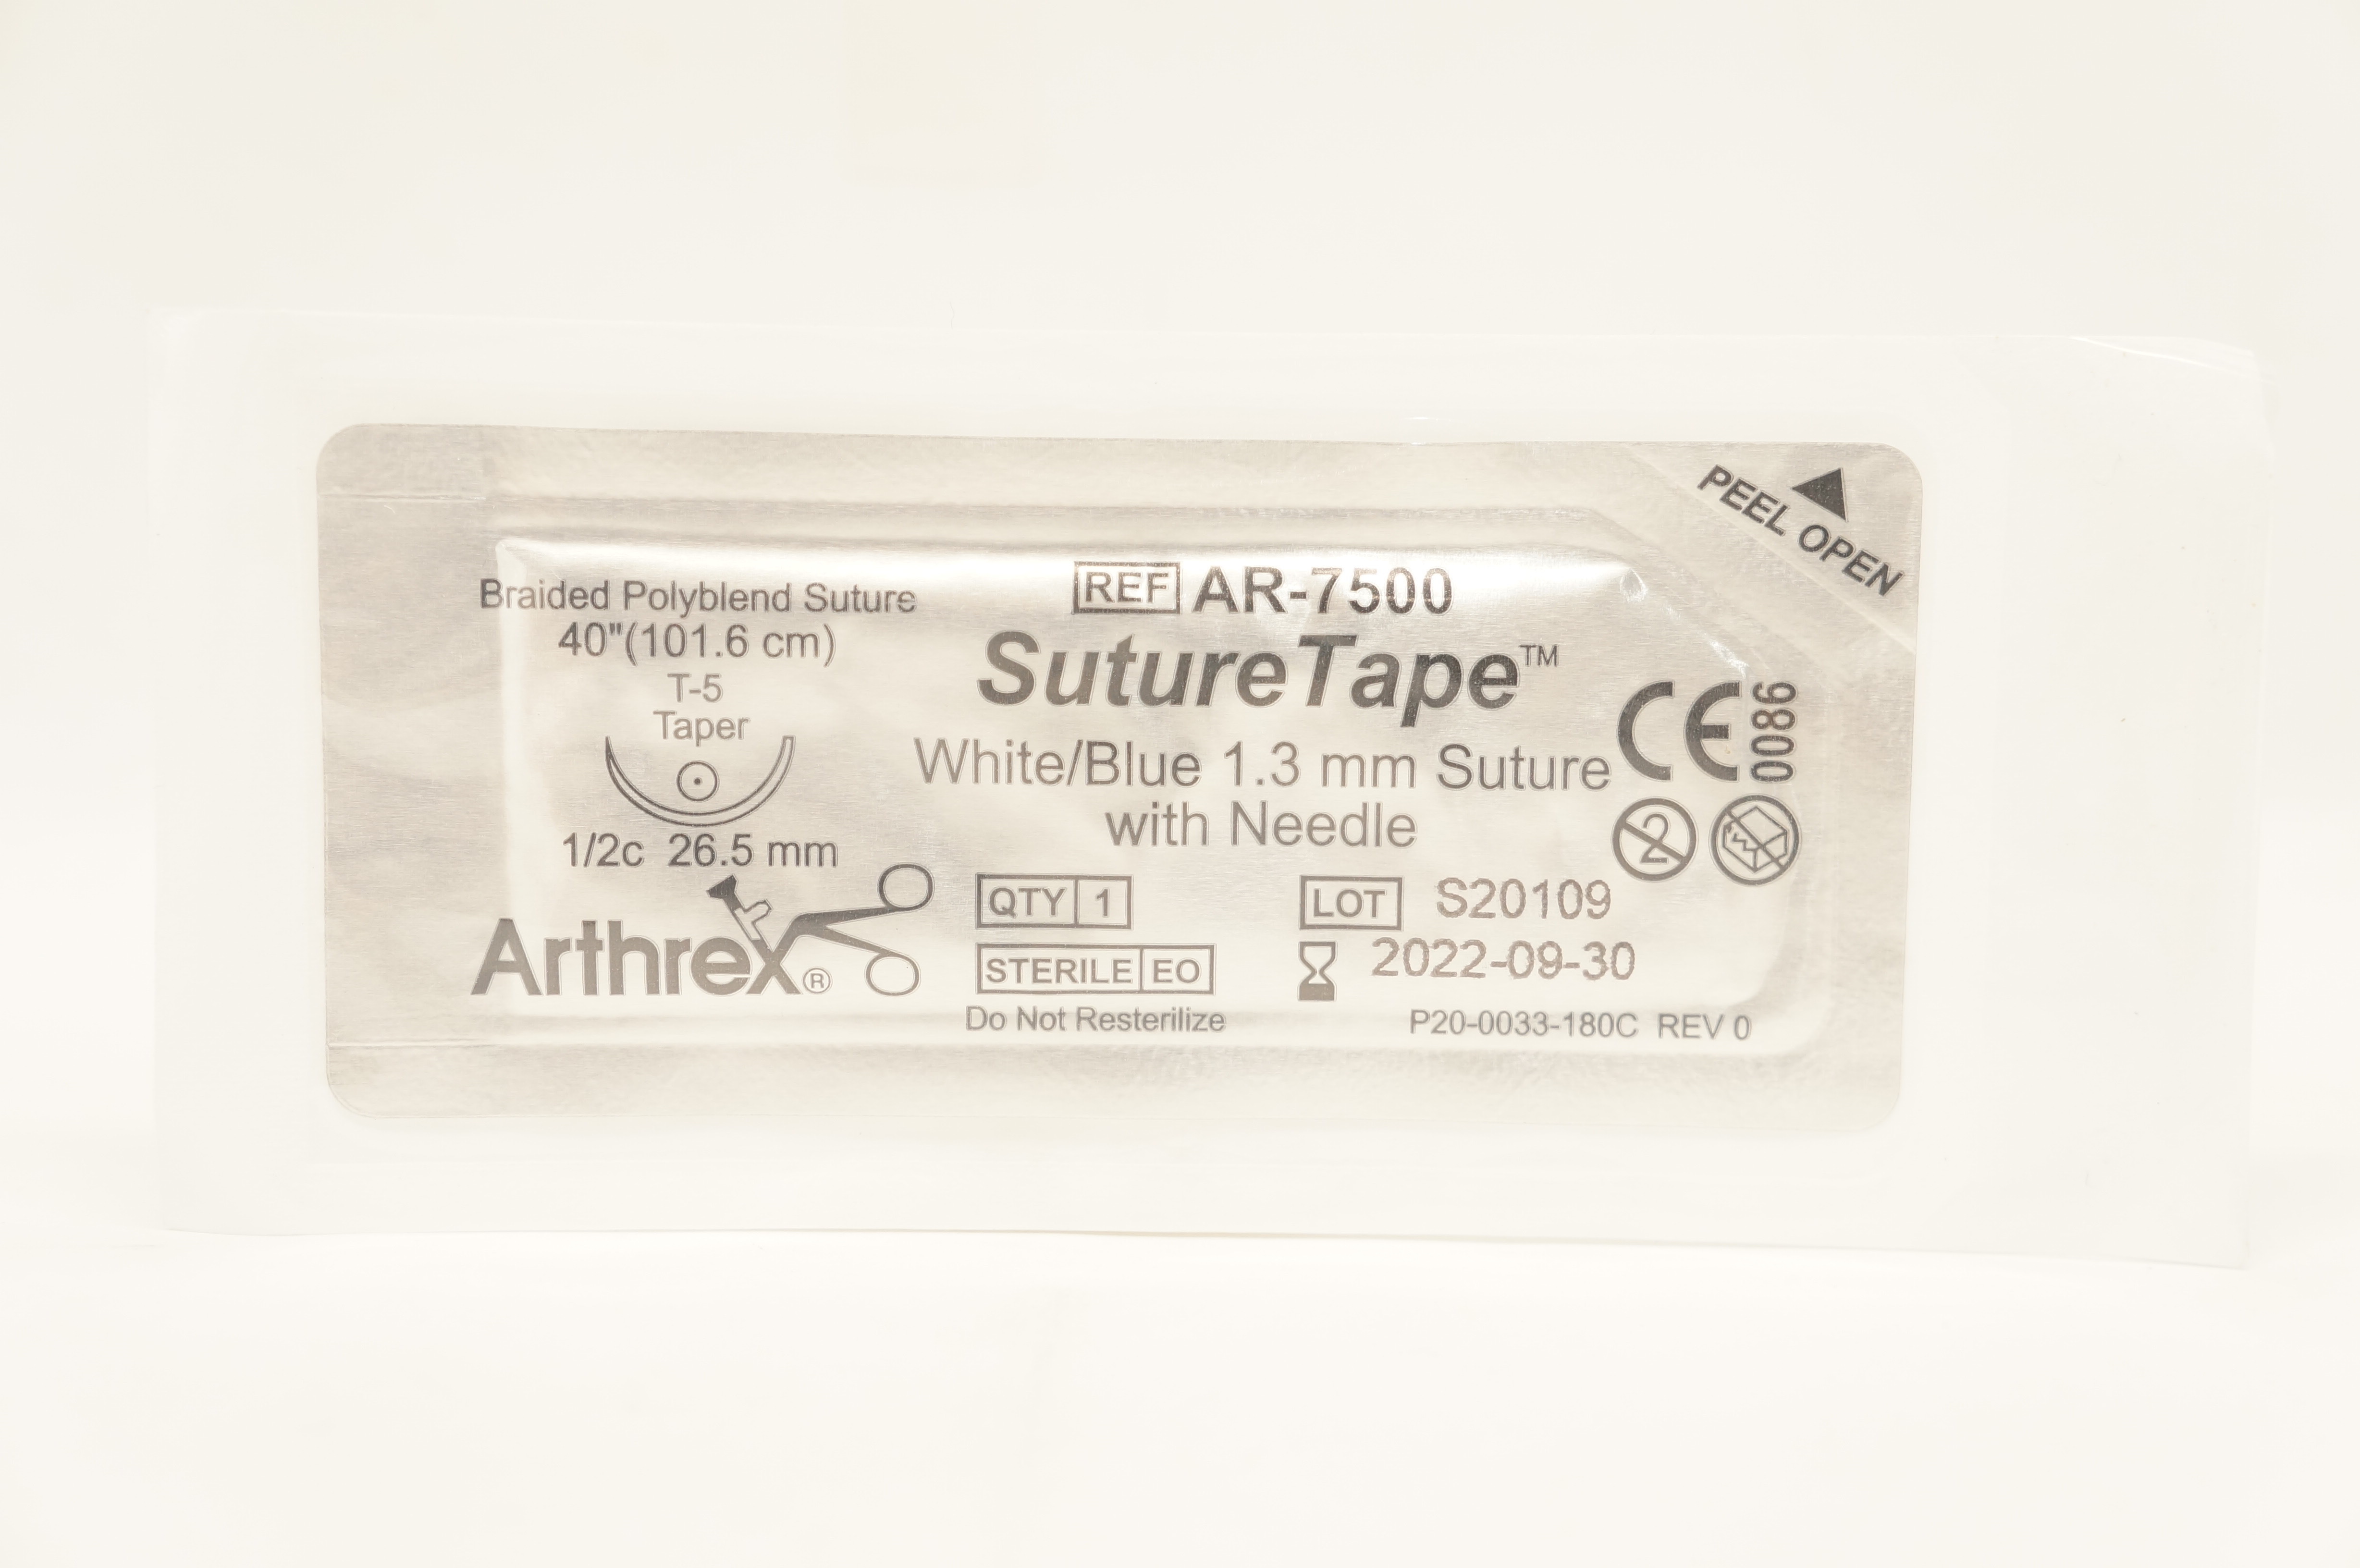 PEEL OPEN
Braided Polyblend Suture
40"(101.6 cm)
T-5
Taper
1/2c 26.5 mm
Arthrex®
REF AR-7500
SutureTape™
White/Blue 1.3 mm Suture
with Needle
CE 0086
2
QTY 1
LOT S20109
STERILE EO
2022-09-30
Do Not Resterilize
P20-0033-180C REV 0